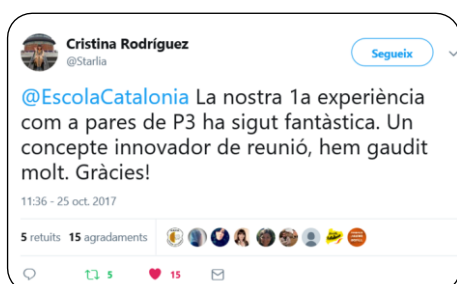 Cristina Rodríguez
@Starlia
Segueix
@EscolaCatalonia La nostra 1a experiència
com a pares de P3 ha sigut fantàstica. Un
concepte innovador de reunió, hem gaudit
molt. Gràcies!
11:36 - 25 oct. 2017
5 retuits 15 agradaments
5 15